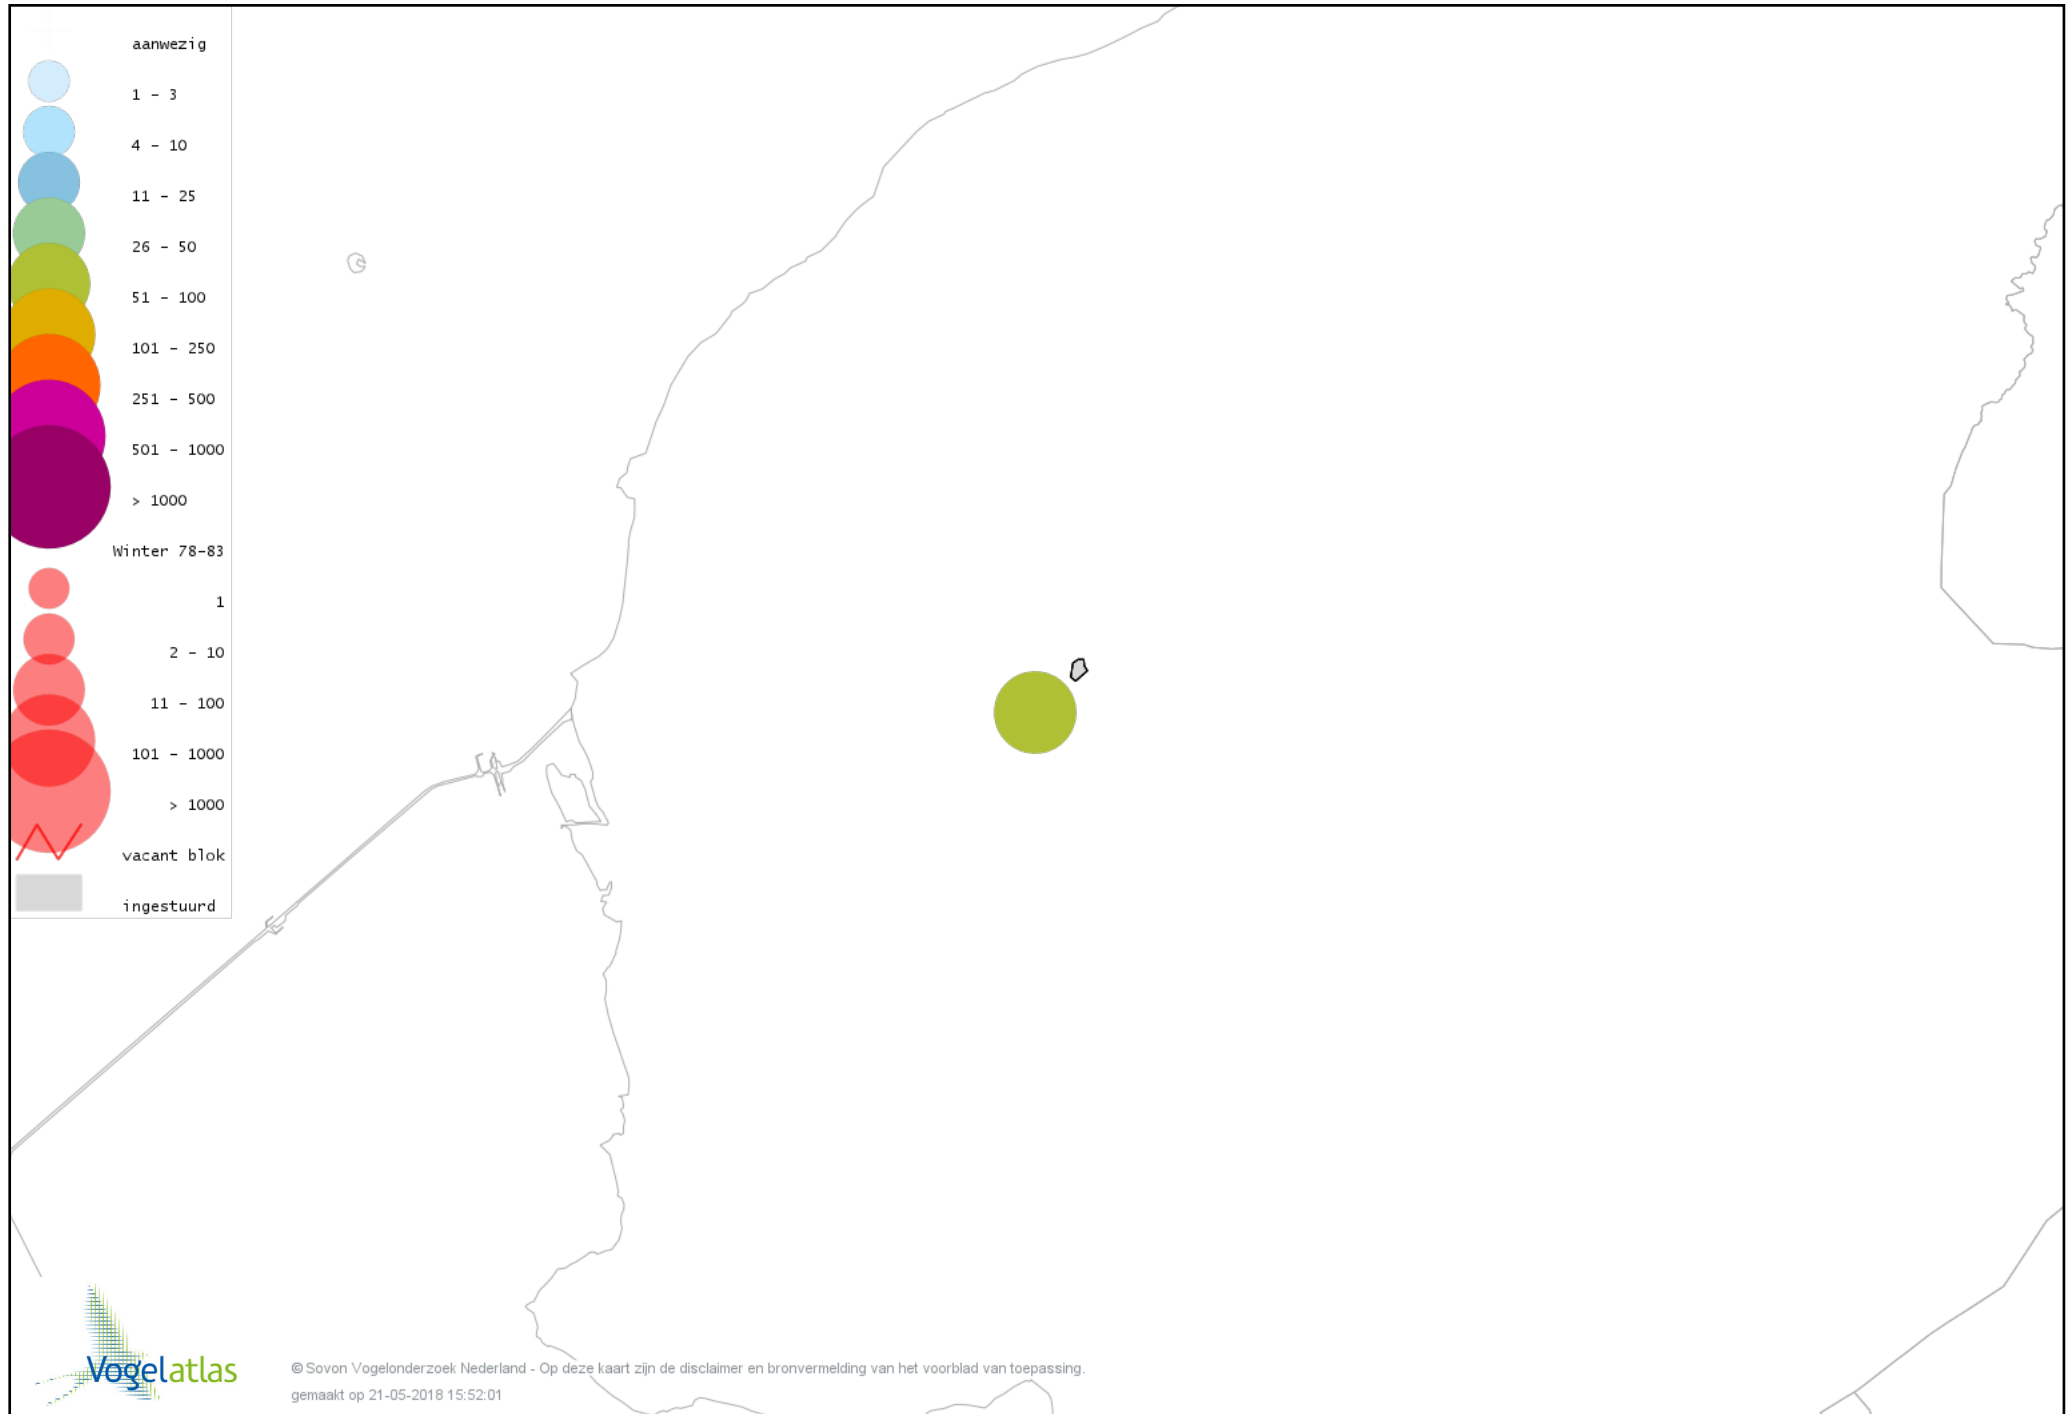 aanwezig
1 - 3
4 - 10
11 - 25
26 - 50
51 - 100
101 - 250
251 - 500
501 - 1000
> 1000
Winter 78-83
1
2 - 10
11 - 100
101 - 1000
> 1000
vacant blok
ingestuurd
Vogelatlas
© Sovon Vogelonderzoek Nederland - Op deze kaart zijn de disclaimer en bronvermelding van het voorblad van toepassing.
gemaakt op 21-05-2018 15:52:01